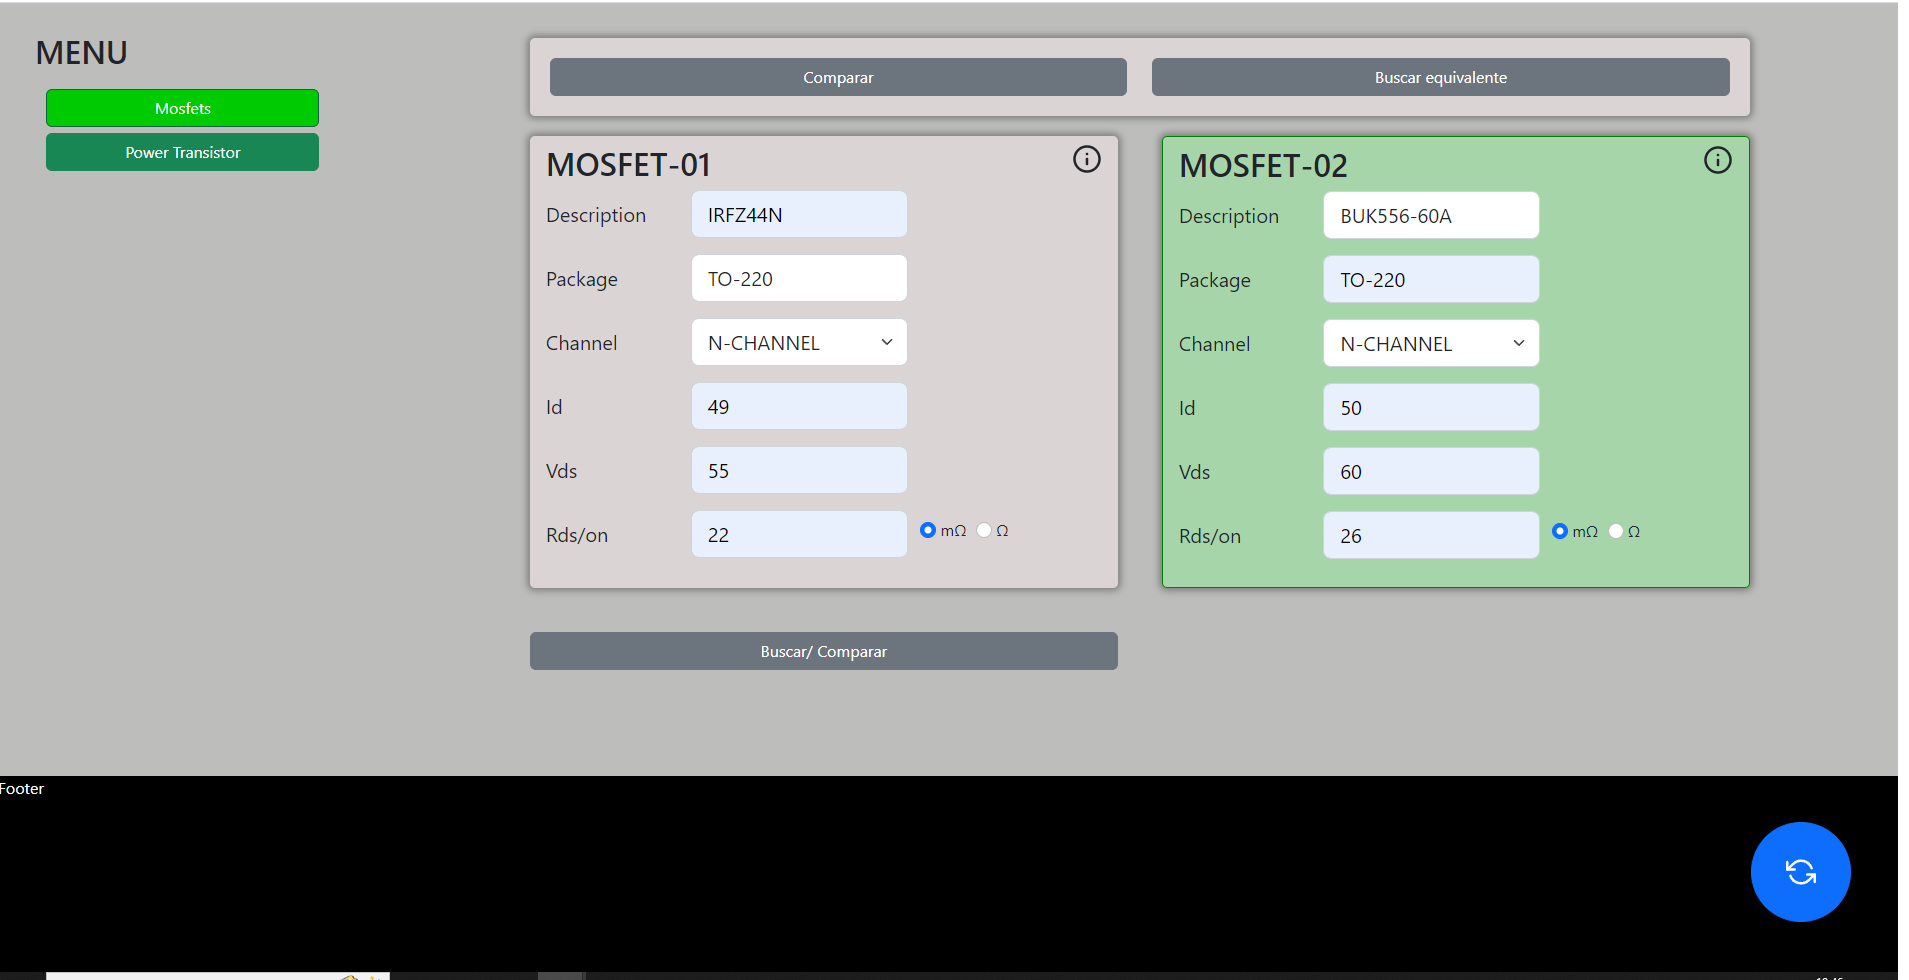 MENU
Mosfets
Power Transistor
Comparar
Buscar equivalente
MOSFET-01
Description
IRFZ44N
Package
TO-220
Channel
N-CHANNEL
Id
49
Vds
55
Rds/on
22
mΩ Ω
MOSFET-02
Description
BUK556-60A
Package
TO-220
Channel
N-CHANNEL
Id
50
Vds
60
Rds/on
26
mΩ Ω
Buscar/ Comparar
Footer